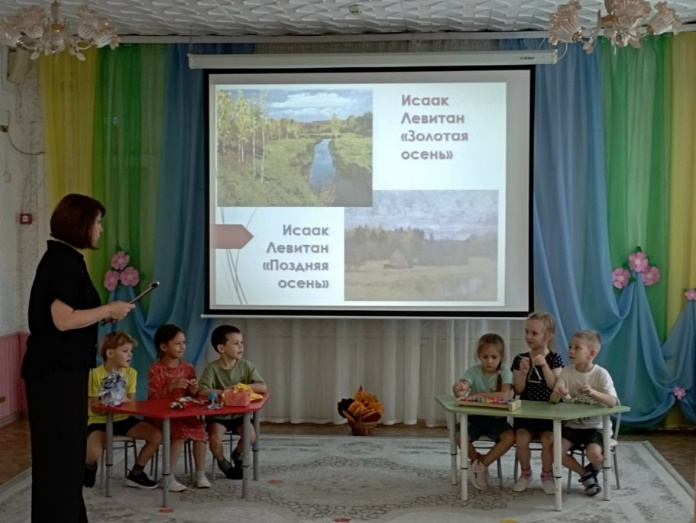 Исаак
Левитан
«Золотая
осень»
Исаак
Левитан
«Поздняя
осень»